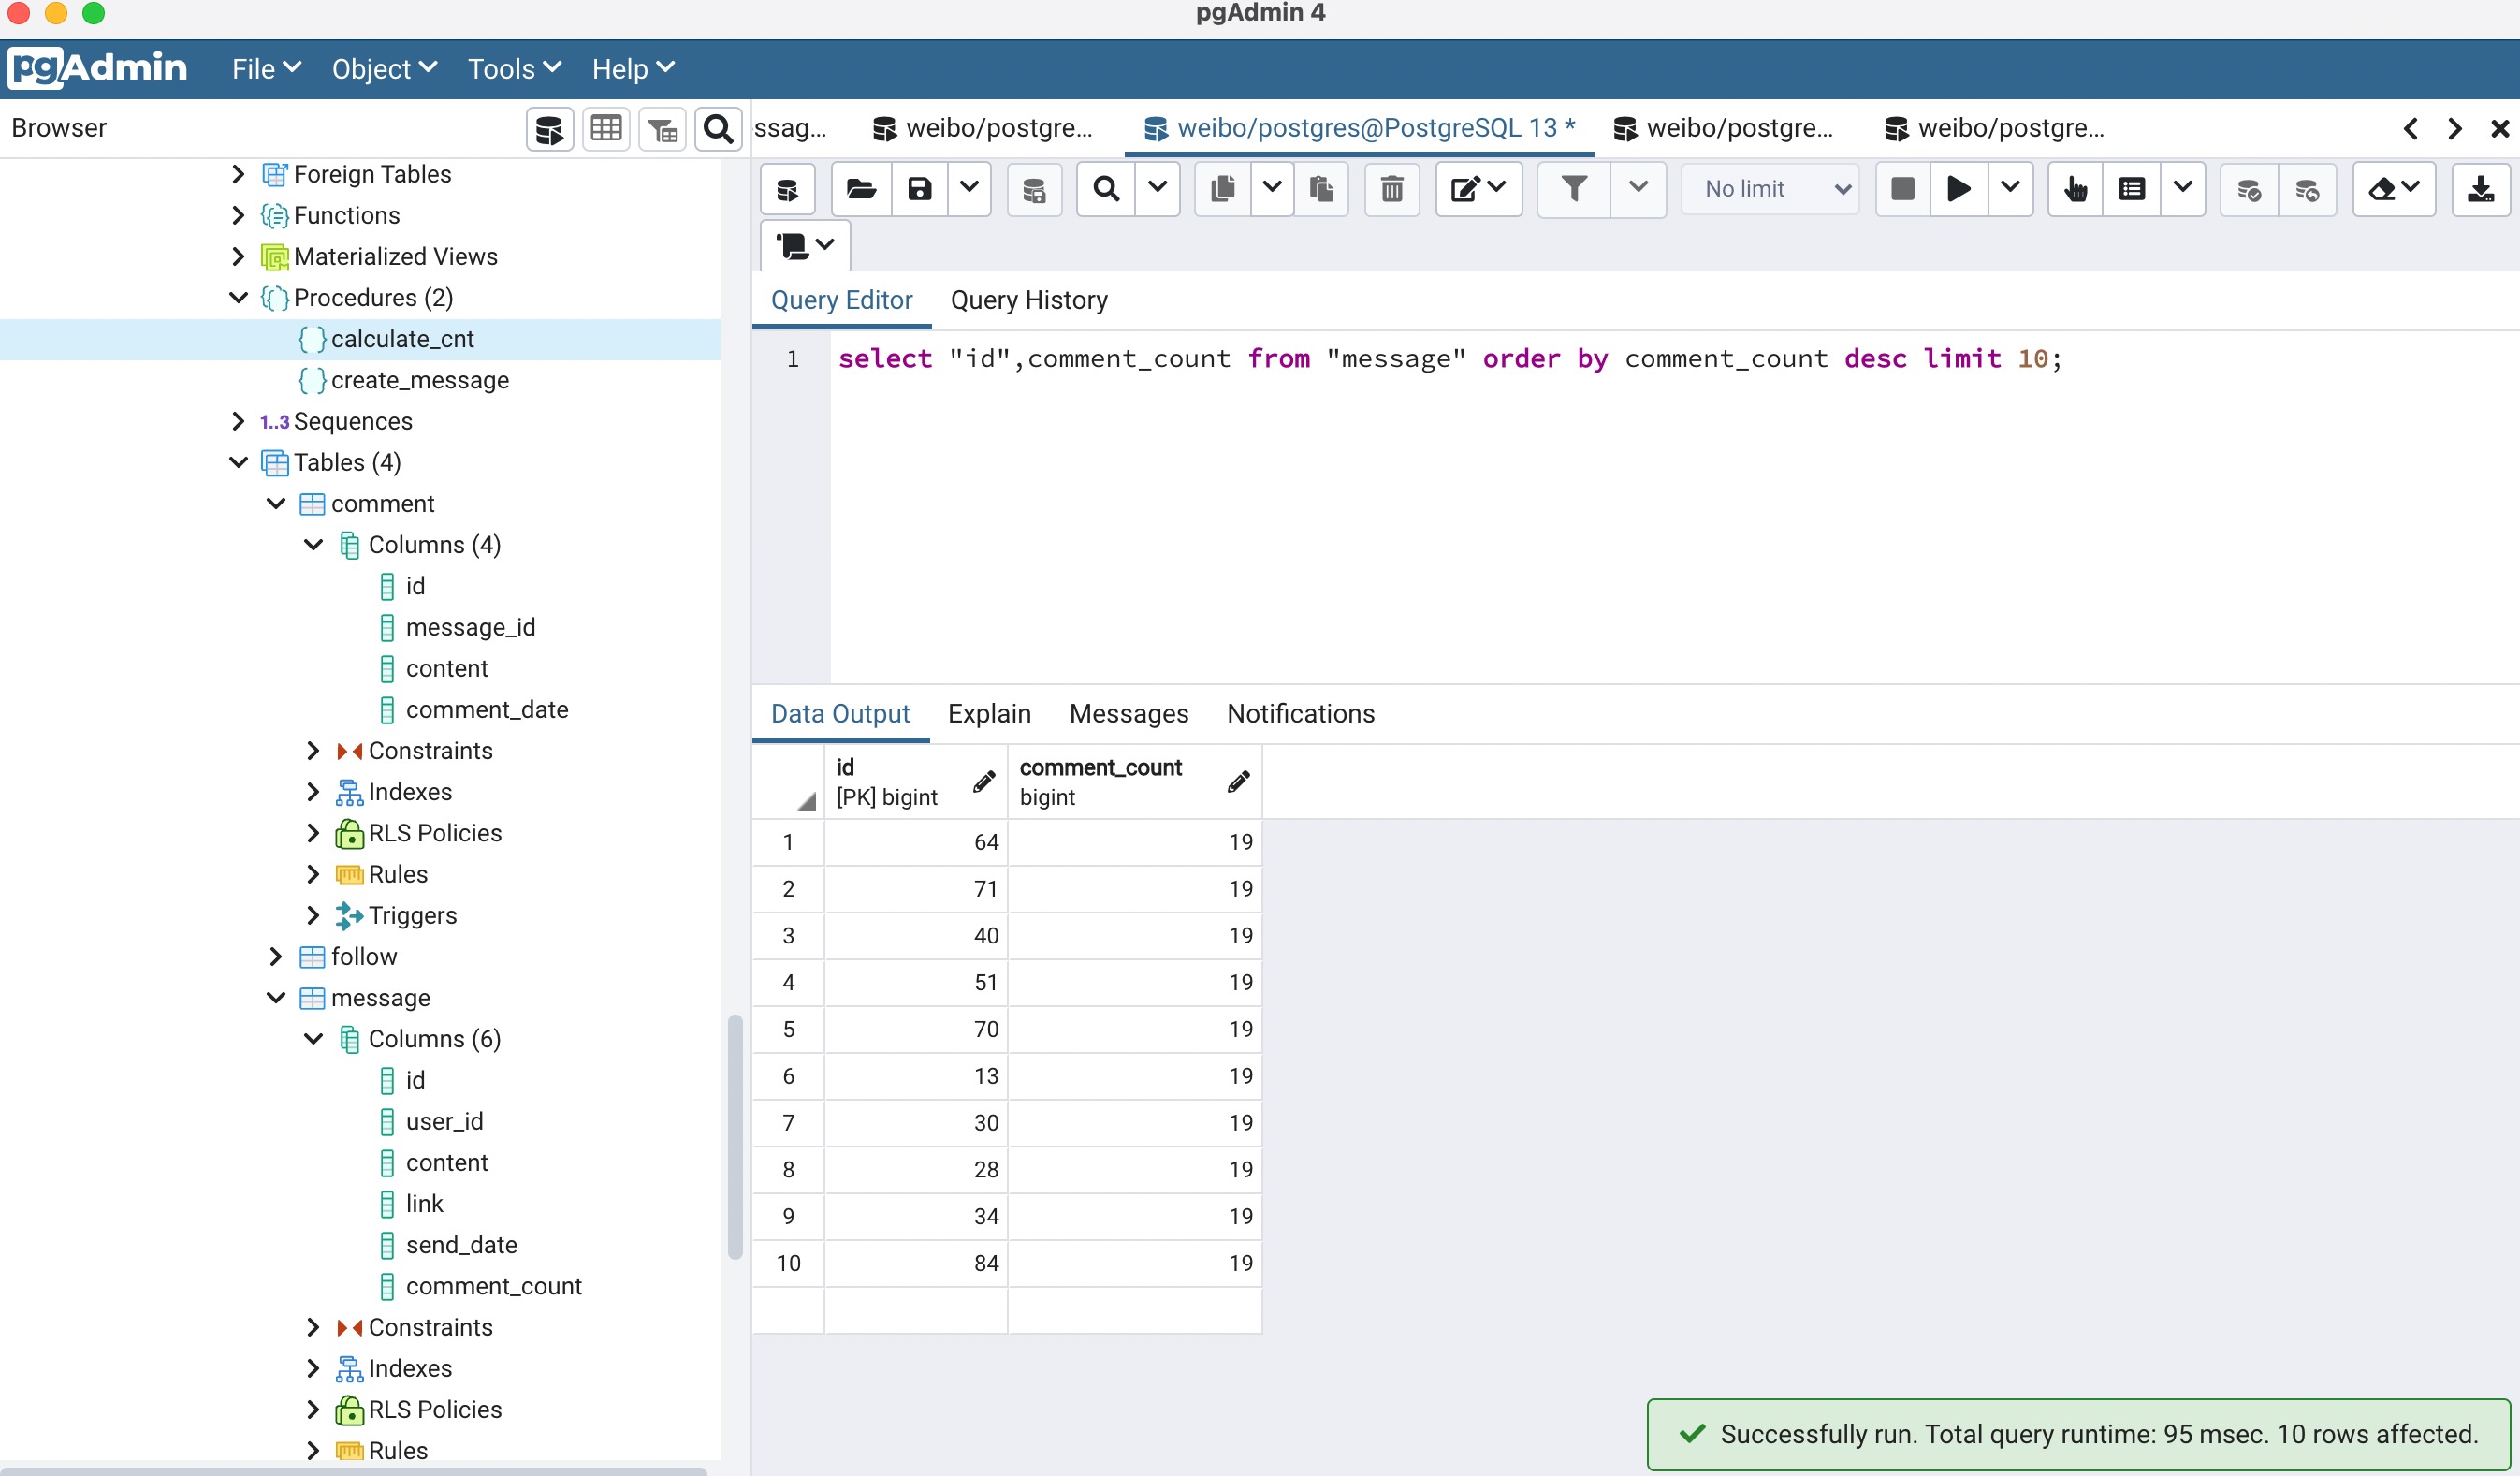 pgAdmin 4
pgAdmin File Object Tools Help
Browser
ssag... weibo/postgre... weibo/postgres@PostgreSQL 13 * weibo/postgre... weibo/postgre...
No limit
Foreign Tables
Functions
Materialized Views
Procedures (2)
calculate_cnt
create_message
1..3 Sequences
Tables (4)
comment
Columns (4)
id
message_id
content
comment_date
Constraints
Indexes
RLS Policies
Rules
Triggers
follow
message
Columns (6)
id
user_id
content
link
send_date
comment_count
Constraints
Indexes
RLS Policies
Rules
Query Editor Query History
1 select "id",comment_count from "message" order by comment_count desc limit 10;
Data Output Explain Messages Notifications
id comment_count
[PK] bigint bigint
1 64 19
2 71 19
3 40 19
4 51 19
5 70 19
6 13 19
7 30 19
8 28 19
9 34 19
10 84 19
Successfully run. Total query runtime: 95 msec. 10 rows affected.